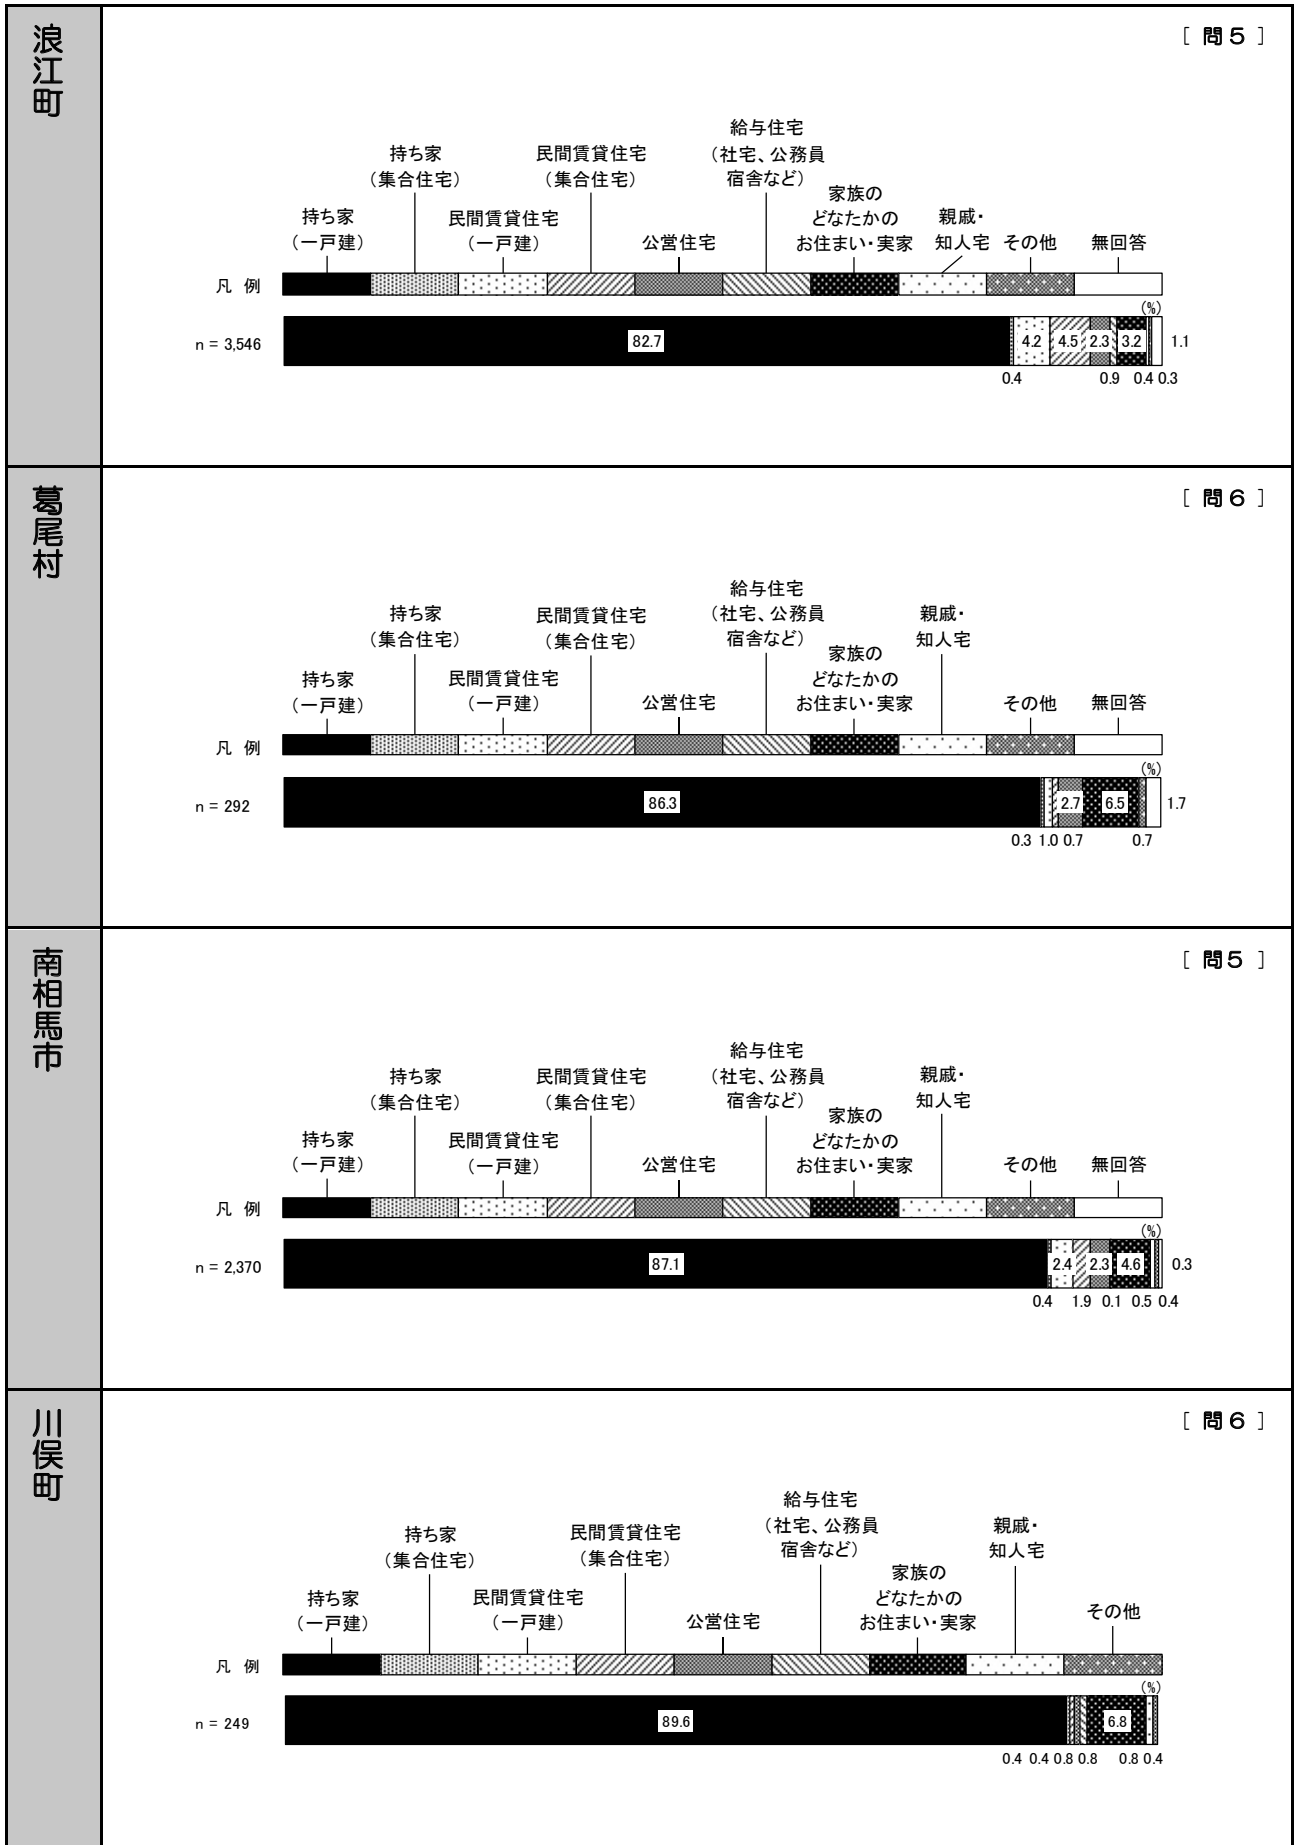 浪江町
[ 問５ ]
持ち家
（一戸建）
持ち家
（集合住宅）
民間賃貸住宅
（一戸建）
民間賃貸住宅
（集合住宅）
公営住宅
給与住宅
（社宅、公務員
宿舎など）
家族の
どなたかの
お住まい・実家
親戚・
知人宅
その他
無回答
凡 例
(%)
n = 3,546
82.7
4.2
4.5
2.3
3.2
1.1
0.4
0.9
0.4
0.3
葛尾村
[ 問６ ]
持ち家
（一戸建）
持ち家
（集合住宅）
民間賃貸住宅
（一戸建）
民間賃貸住宅
（集合住宅）
公営住宅
給与住宅
（社宅、公務員
宿舎など）
家族の
どなたかの
お住まい・実家
親戚・
知人宅
その他
無回答
凡 例
(%)
n = 292
86.3
2.7
6.5
1.7
0.3
1.0
0.7
0.7
南相馬市
[ 問５ ]
持ち家
（一戸建）
持ち家
（集合住宅）
民間賃貸住宅
（一戸建）
民間賃貸住宅
（集合住宅）
公営住宅
給与住宅
（社宅、公務員
宿舎など）
家族の
どなたかの
お住まい・実家
親戚・
知人宅
その他
無回答
凡 例
(%)
n = 2,370
87.1
2.4
2.3
4.6
0.3
0.4
1.9
0.1
0.5
0.4
川俣町
[ 問６ ]
持ち家
（一戸建）
持ち家
（集合住宅）
民間賃貸住宅
（一戸建）
民間賃貸住宅
（集合住宅）
公営住宅
給与住宅
（社宅、公務員
宿舎など）
家族の
どなたかの
お住まい・実家
親戚・
知人宅
その他
凡 例
(%)
n = 249
89.6
6.8
0.4
0.4
0.8
0.8
0.8
0.4